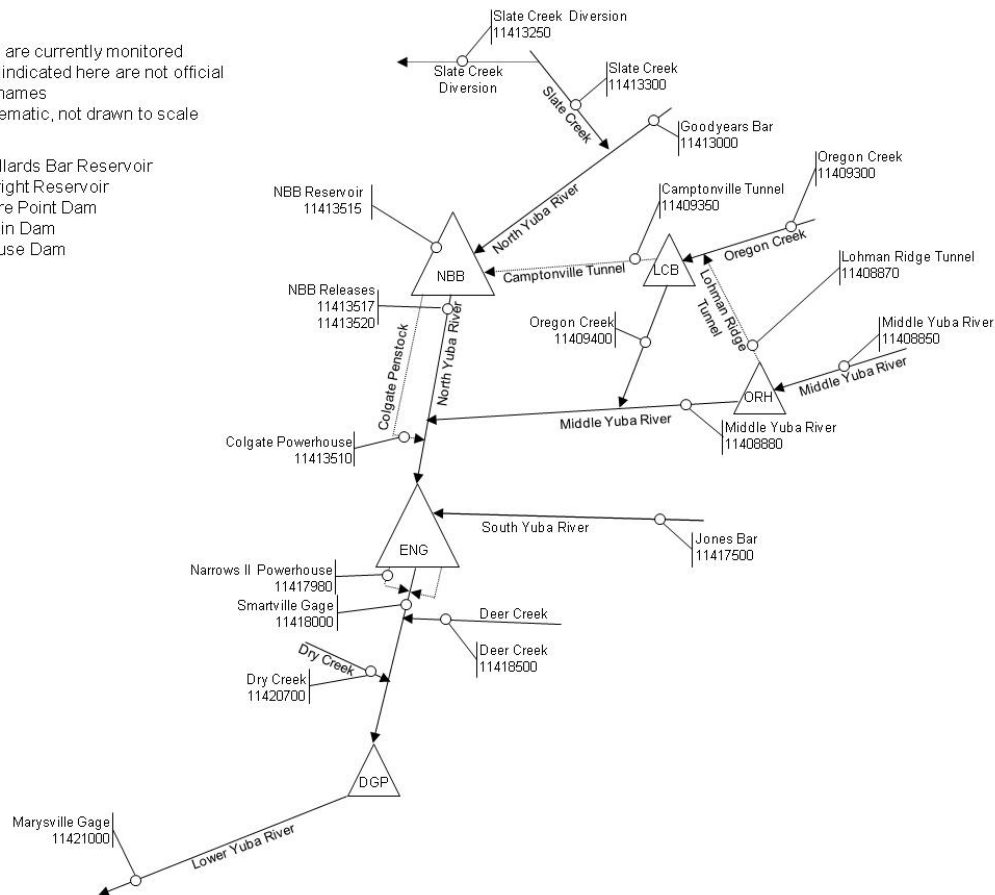 are currently monitored
indicated here are not official
names
not drawn to scale
Bar Reservoir
Reservoir
Point Dam
Dam
Dam
Slate Creek Diversion
11413250
Slate Creek
Diversion
Slate Creek
11413300
Slate Creek
Goodyears Bar
11413000
Oregon Creek
11409300
NBB Reservoir
11413515
Camptonville Tunnel
11409350
North Yuba River
Oregon Creek
Lohman Ridge Tunnel
11408870
NBB
Camptonville Tunnel
LCB
Lohman Ridge
Tunnel
NBB Releases
11413517
11413520
Oregon Creek
11409400
Middle Yuba River
11408850
Colgate Penstock
North Yuba River
Middle Yuba River
ORH
Middle Yuba River
Middle Yuba River
11408880
Colgate Powerhouse
11413510
South Yuba River
Jones Bar
11417500
ENG
Narrows II Powerhouse
11417980
Smartville Gage
11418000
Deer Creek
Deer Creek
11418500
Dry Creek
Dry Creek
11420700
DGP
Marysville Gage
11421000
Lower Yuba River